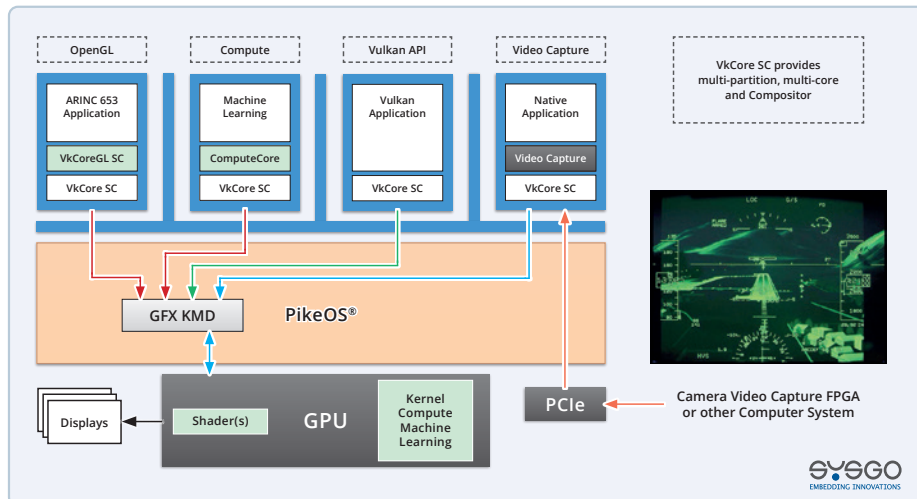 OpenGL
Compute
Vulkan API
Video Capture
VkCore SC provides
multi-partition, multi-core
and Compositor
ARINC 653
Application
VkCoreGL SC
VkCore SC
Machine
Learning
ComputeCore
VkCore SC
Vulkan
Application
VkCore SC
Native
Application
Video Capture
VkCore SC
LOC G/S
GFX KMD
PikeOS®
Displays
Shader(s)
GPU
Kernel
Compute
Machine
Learning
PCIe
Camera Video Capture FPGA
or other Computer System
SYSGO
EMBEDDING INNOVATIONS